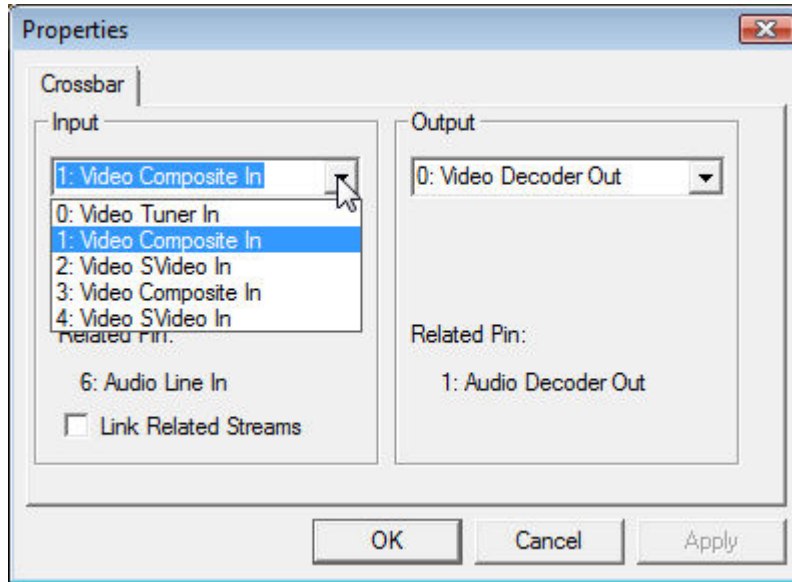 Properties
Crossbar
Input
1: Video Composite In
0: Video Tuner In
1: Video Composite In
2: Video SVideo In
3: Video Composite In
4: Video SVideo In
Related Pin:
6: Audio Line In
Link Related Streams
Output
0: Video Decoder Out
Related Pin:
1: Audio Decoder Out
OK Cancel Apply